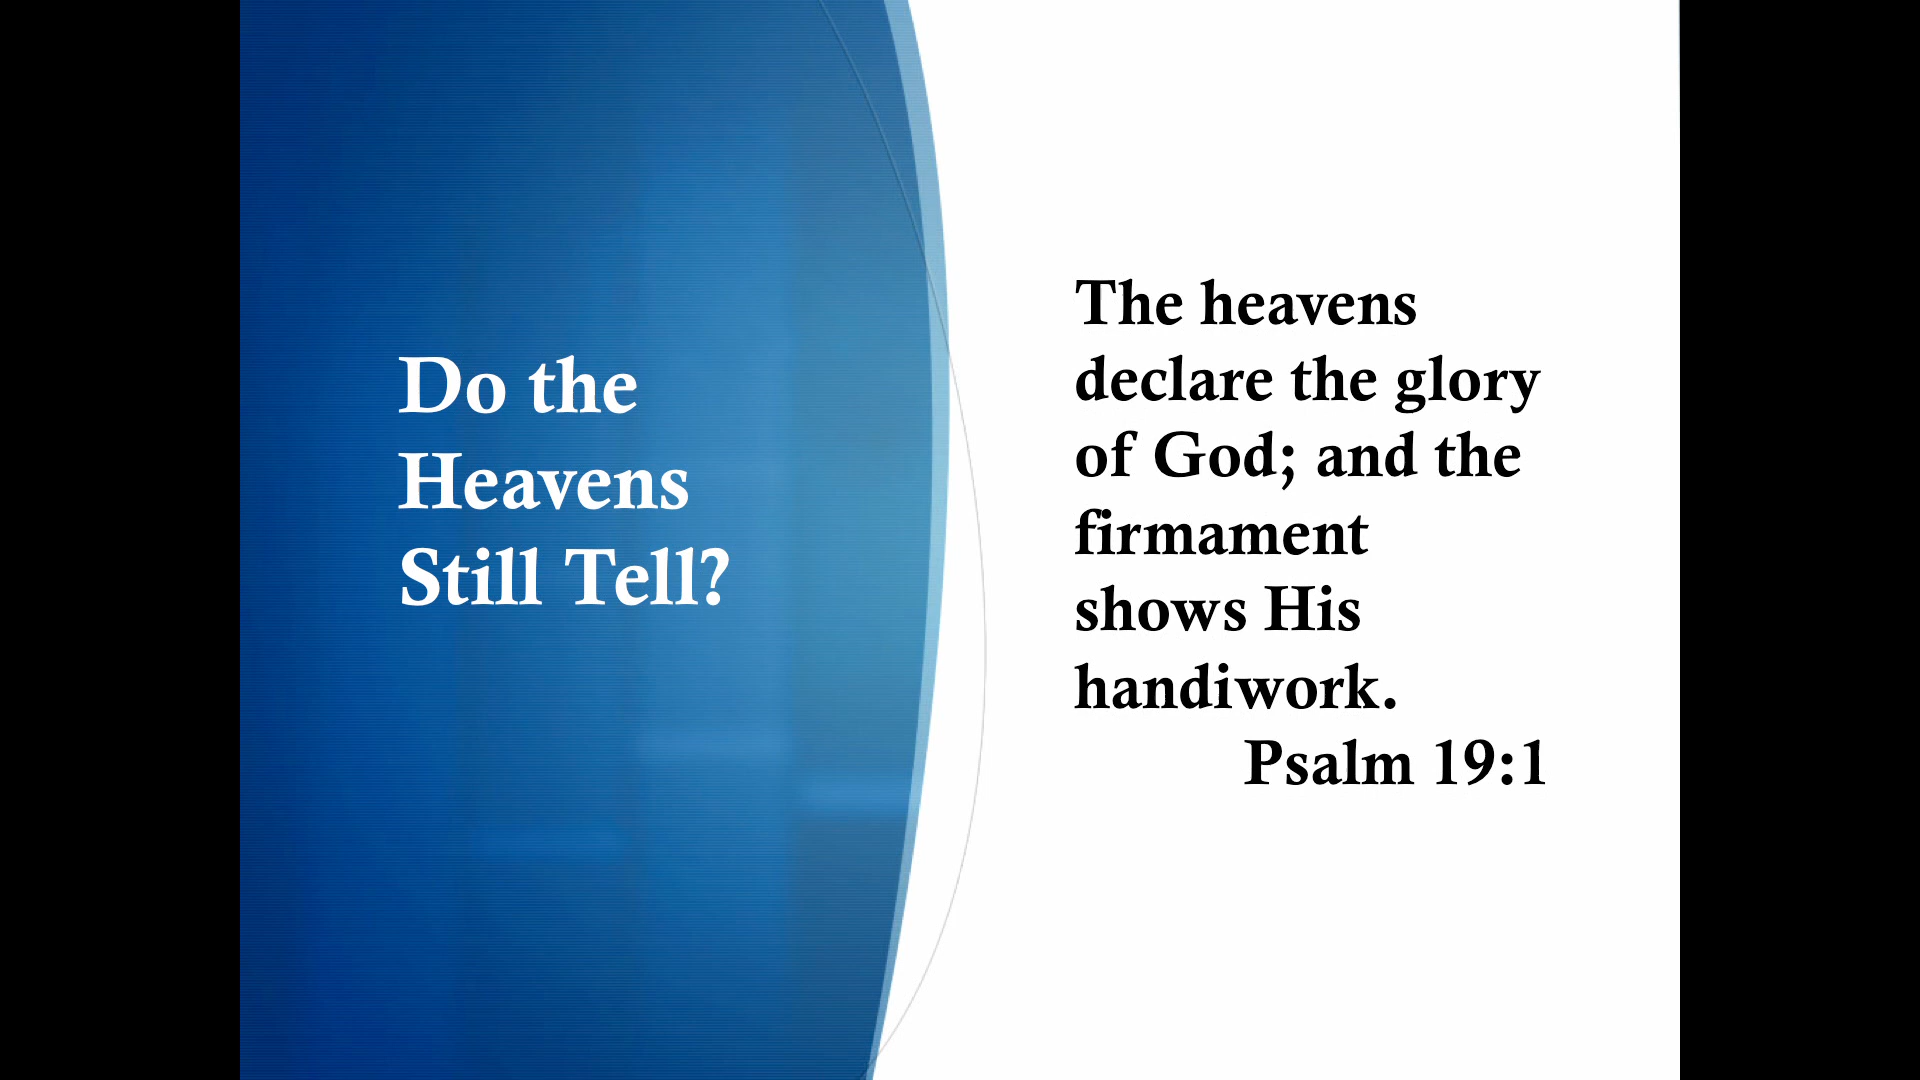 Do the
Heavens
Still Tell?
The heavens
declare the glory
of God; and the
firmament
shows His
handiwork.
Psalm 19:1